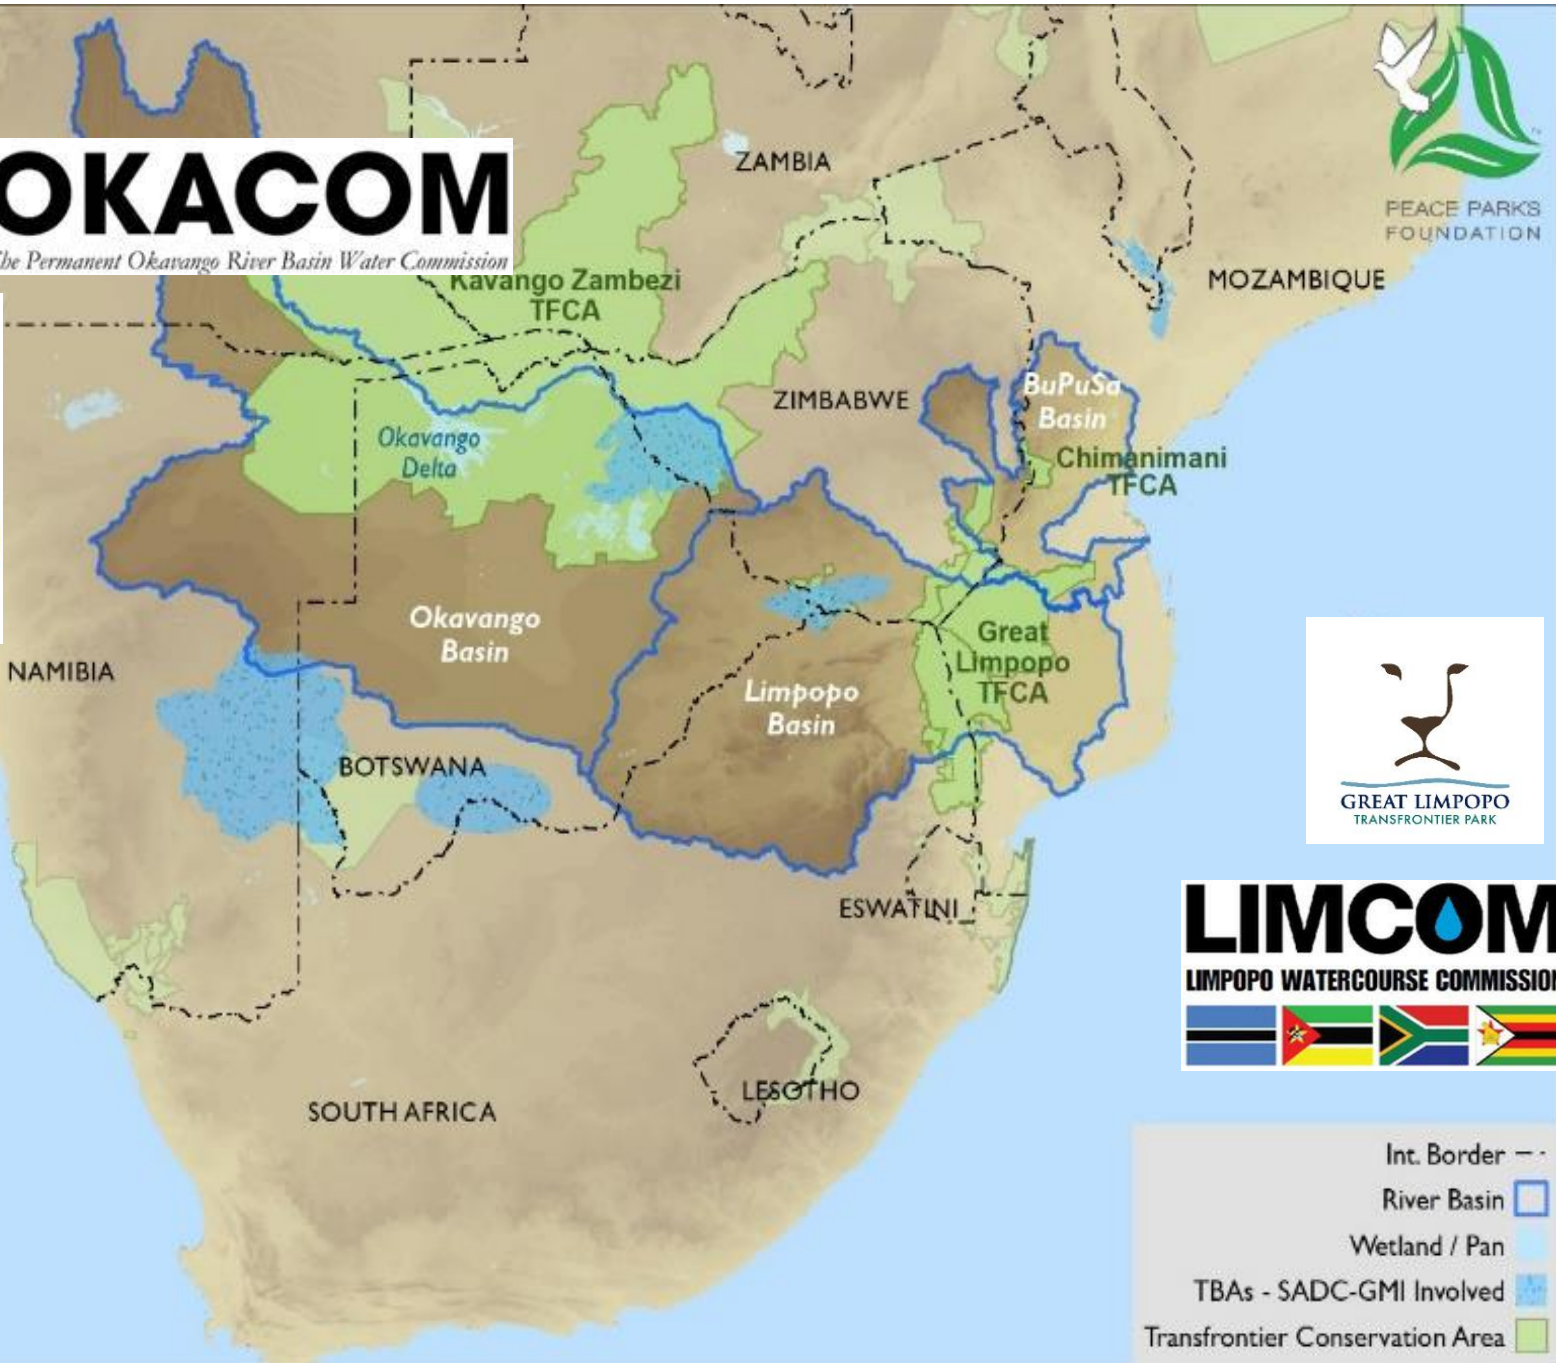 ZAMBIA
OKACOM
The Permanent Okavango River Basin Water Commission
PEACE PARKS
FOUNDATION
Kavango Zambezi
TFCA
MOZAMBIQUE
ZIMBABWE
BuPuSa
Basin
Okavango
Delta
Chimanimani
TFCA
Okavango
Basin
NAMIBIA
Great
Limpopo
TFCA
Limpopo
Basin
BOTSWANA
GREAT LIMPOPO
TRANSFRONTIER PARK
ESWATINI
LIMCOM
LIMPOPO WATERCOURSE COMMISSION
LESOTHO
SOUTH AFRICA
Int. Border
River Basin
Wetland / Pan
TBAs - SADC-GMI Involved
Transfrontier Conservation Area